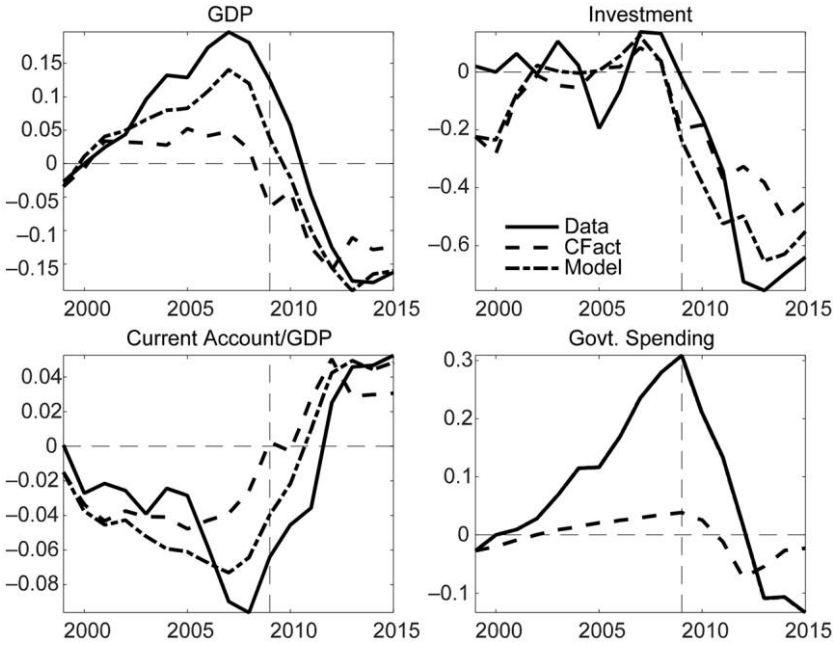 GDP
0.15
0.1
0.05
0
−0.05
−0.1
−0.15
2000 2005 2010 2015
Investment
0
−0.2
−0.4
−0.6
Data
CFact
Model
2000 2005 2010 2015
Current Account/GDP
0.04
0.02
0
−0.02
−0.04
−0.06
−0.08
2000 2005 2010 2015
Govt. Spending
0.3
0.2
0.1
0
−0.1
2000 2005 2010 2015